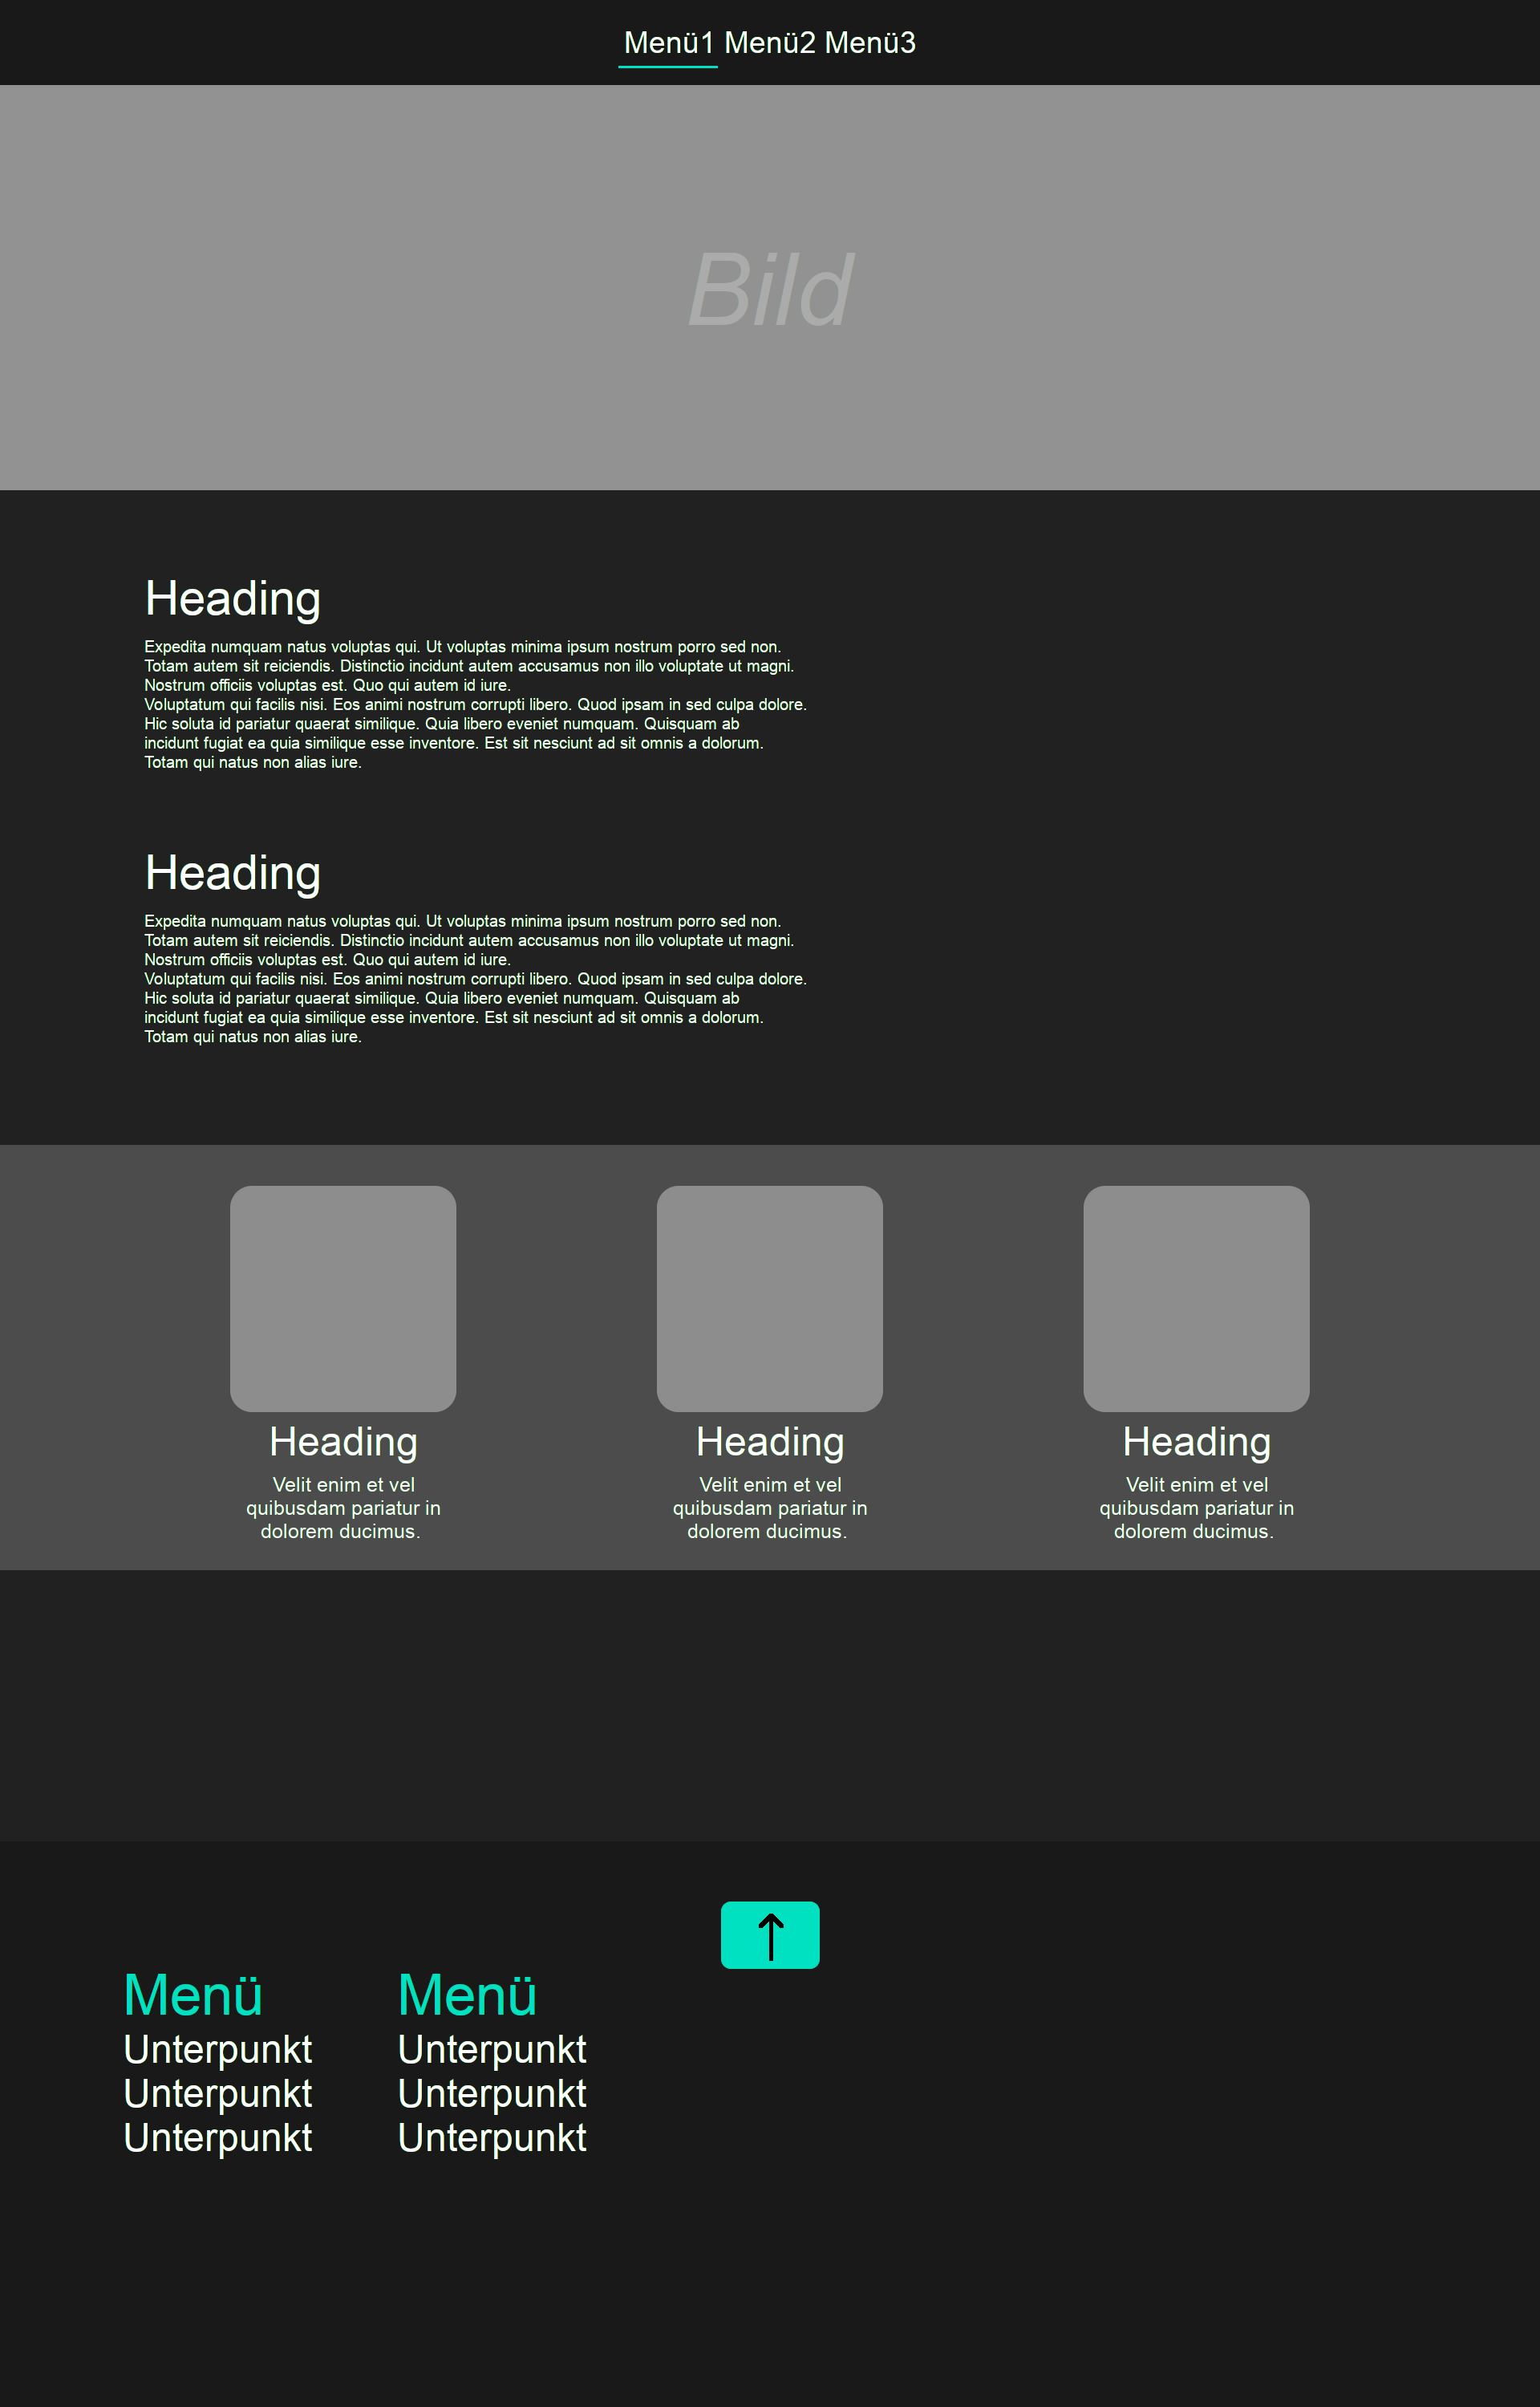 Menü1 Menü2 Menü3
Bild
Heading
Expedita numquam natus voluptas qui. Ut voluptas minima ipsum nostrum porro sed non.
Totam autem sit reiciendis. Distinctio incidunt autem accusamus non illo voluptate ut magni.
Nostrum officiis voluptas est. Quo qui autem id iure.
Voluptatum qui facilis nisi. Eos animi nostrum corrupti libero. Quod ipsam in sed culpa dolore.
Hic soluta id pariatur quaerat similique. Quia libero eveniet numquam. Quisquam ab
incidunt fugiat ea quia similique esse inventore. Est sit nesciunt ad sit omnis a dolorum.
Totam qui natus non alias iure.
Heading
Expedita numquam natus voluptas qui. Ut voluptas minima ipsum nostrum porro sed non.
Totam autem sit reiciendis. Distinctio incidunt autem accusamus non illo voluptate ut magni.
Nostrum officiis voluptas est. Quo qui autem id iure.
Voluptatum qui facilis nisi. Eos animi nostrum corrupti libero. Quod ipsam in sed culpa dolore.
Hic soluta id pariatur quaerat similique. Quia libero eveniet numquam. Quisquam ab
incidunt fugiat ea quia similique esse inventore. Est sit nesciunt ad sit omnis a dolorum.
Totam qui natus non alias iure.
Heading
Velit enim et vel
quibusdam pariatur in
dolorem ducimus.
Heading
Velit enim et vel
quibusdam pariatur in
dolorem ducimus.
Heading
Velit enim et vel
quibusdam pariatur in
dolorem ducimus.
↑
Menü
Unterpunkt
Unterpunkt
Unterpunkt
Menü
Unterpunkt
Unterpunkt
Unterpunkt